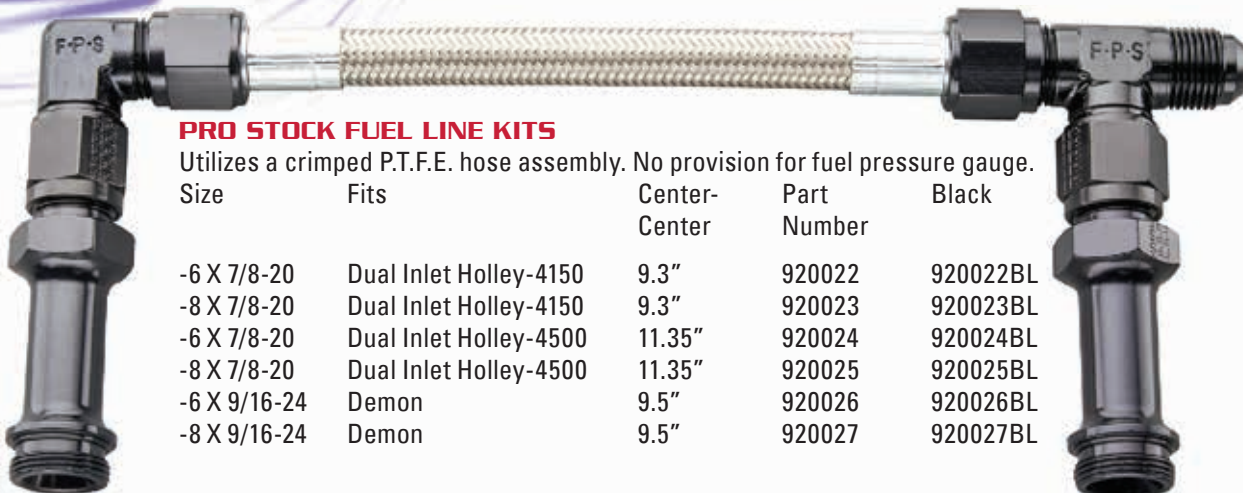 F-P-S
F-P-S
PRO STOCK FUEL LINE KITS
Utilizes a crimped P.T.F.E. hose assembly. No provision for fuel pressure gauge.
Size Fits Center- Part Black
Center Number
-6 X 7/8-20 Dual Inlet Holley-4150 9.3” 920022 920022BL
-8 X 7/8-20 Dual Inlet Holley-4150 9.3” 920023 920023BL
-6 X 7/8-20 Dual Inlet Holley-4500 11.35” 920024 920024BL
-8 X 7/8-20 Dual Inlet Holley-4500 11.35” 920025 920025BL
-6 X 9/16-24 Demon 9.5” 920026 920026BL
-8 X 9/16-24 Demon 9.5” 920027 920027BL